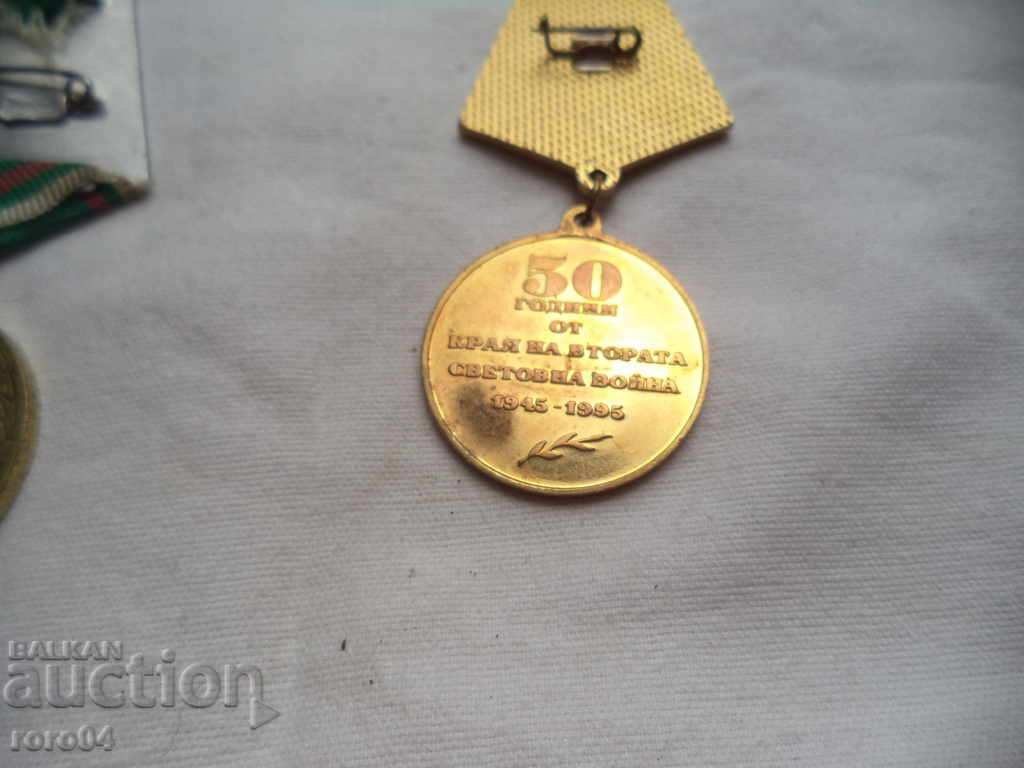 50
ГОДИНИ
ОТ
КРАЯ НА ВТОРАТА
СВЕТОВНА ВОЙНА
1945-1995
BALKAN
auction
roro04